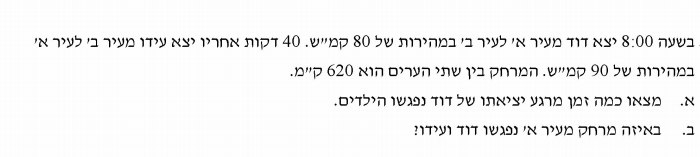 בשעה 8:00 יצא דוד מעיר א׳ לעיר ב׳ במהירות של 80 קמ״ש. 40 דקות אחריו יצא עידו מעיר ב׳ לעיר א׳
במהירות של 90 קמ״ש. המרחק בין שתי הערים הוא 620 ק״מ.
א. מצאו כמה זמן מרגע יציאתו של דוד נפגשו הילדים.
ב. באיזה מרחק מעיר א׳ נפגשו דוד ועידו?